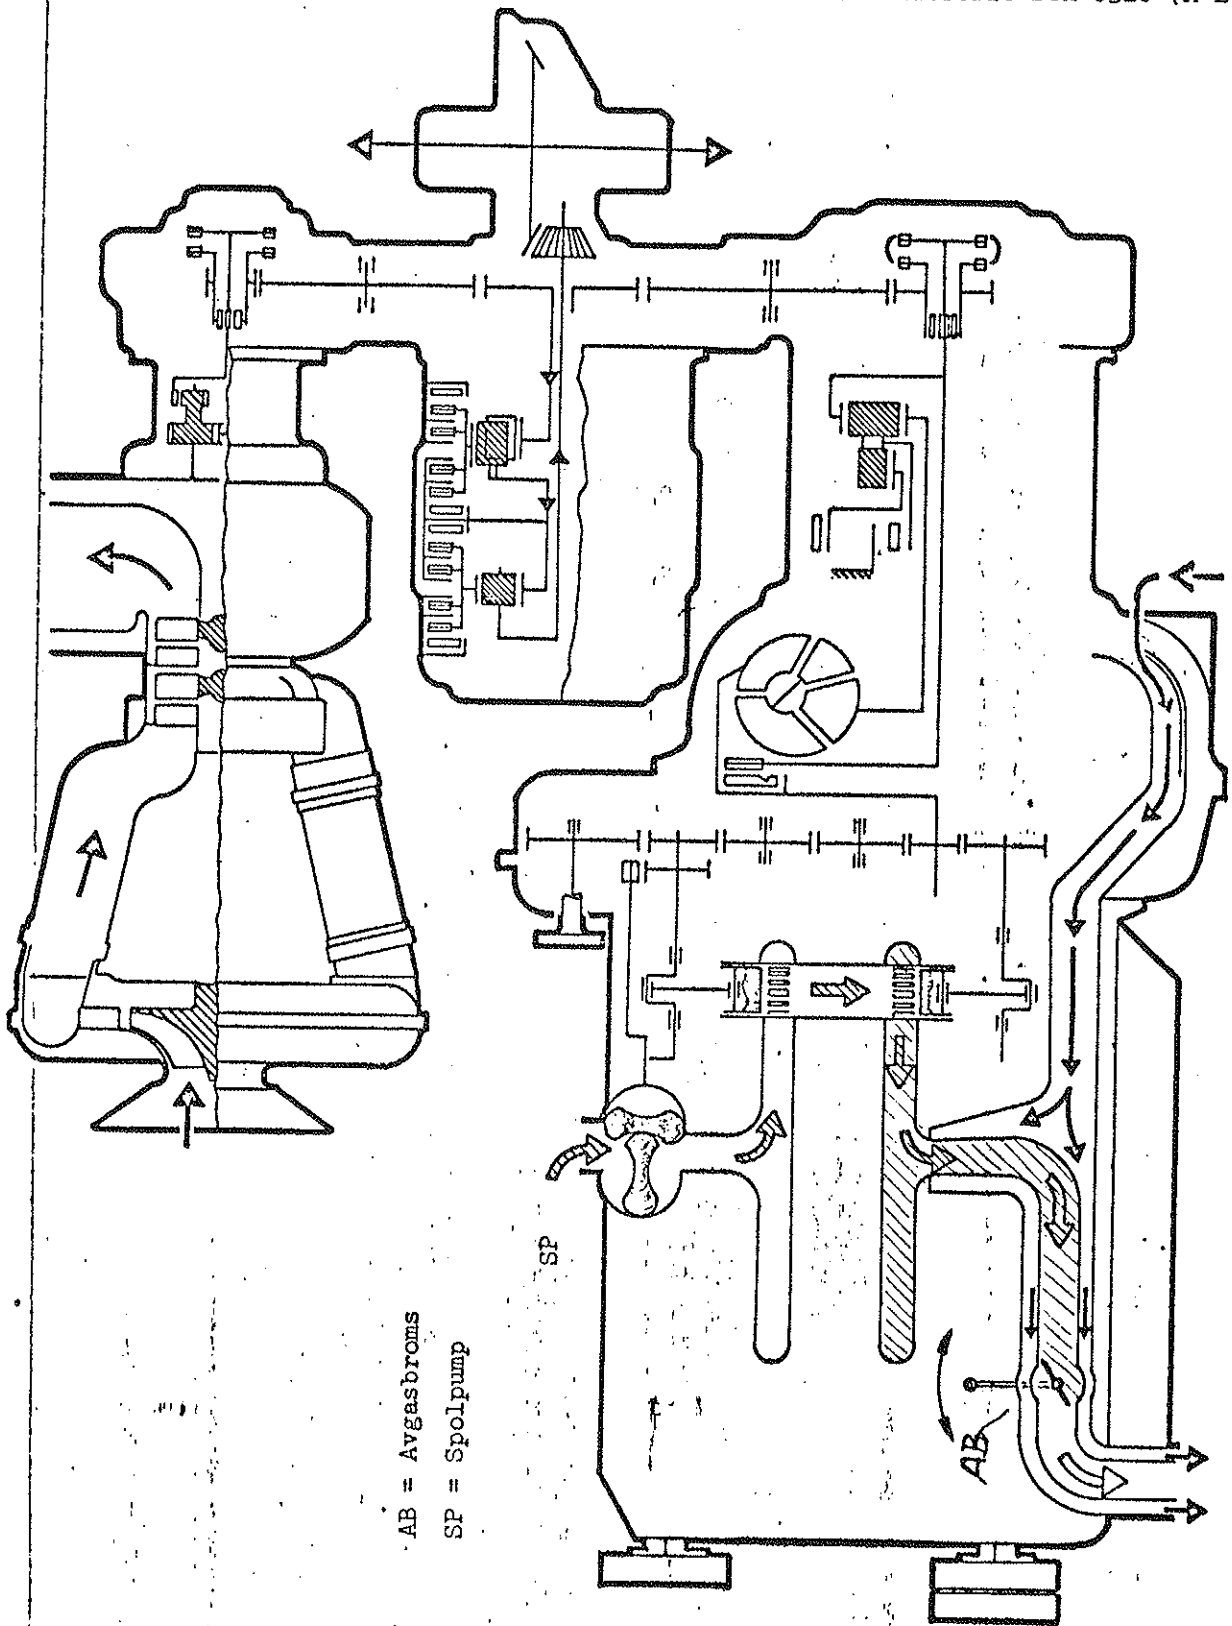 AB = Avgasbroms
SP = Spolpump
SP
AB